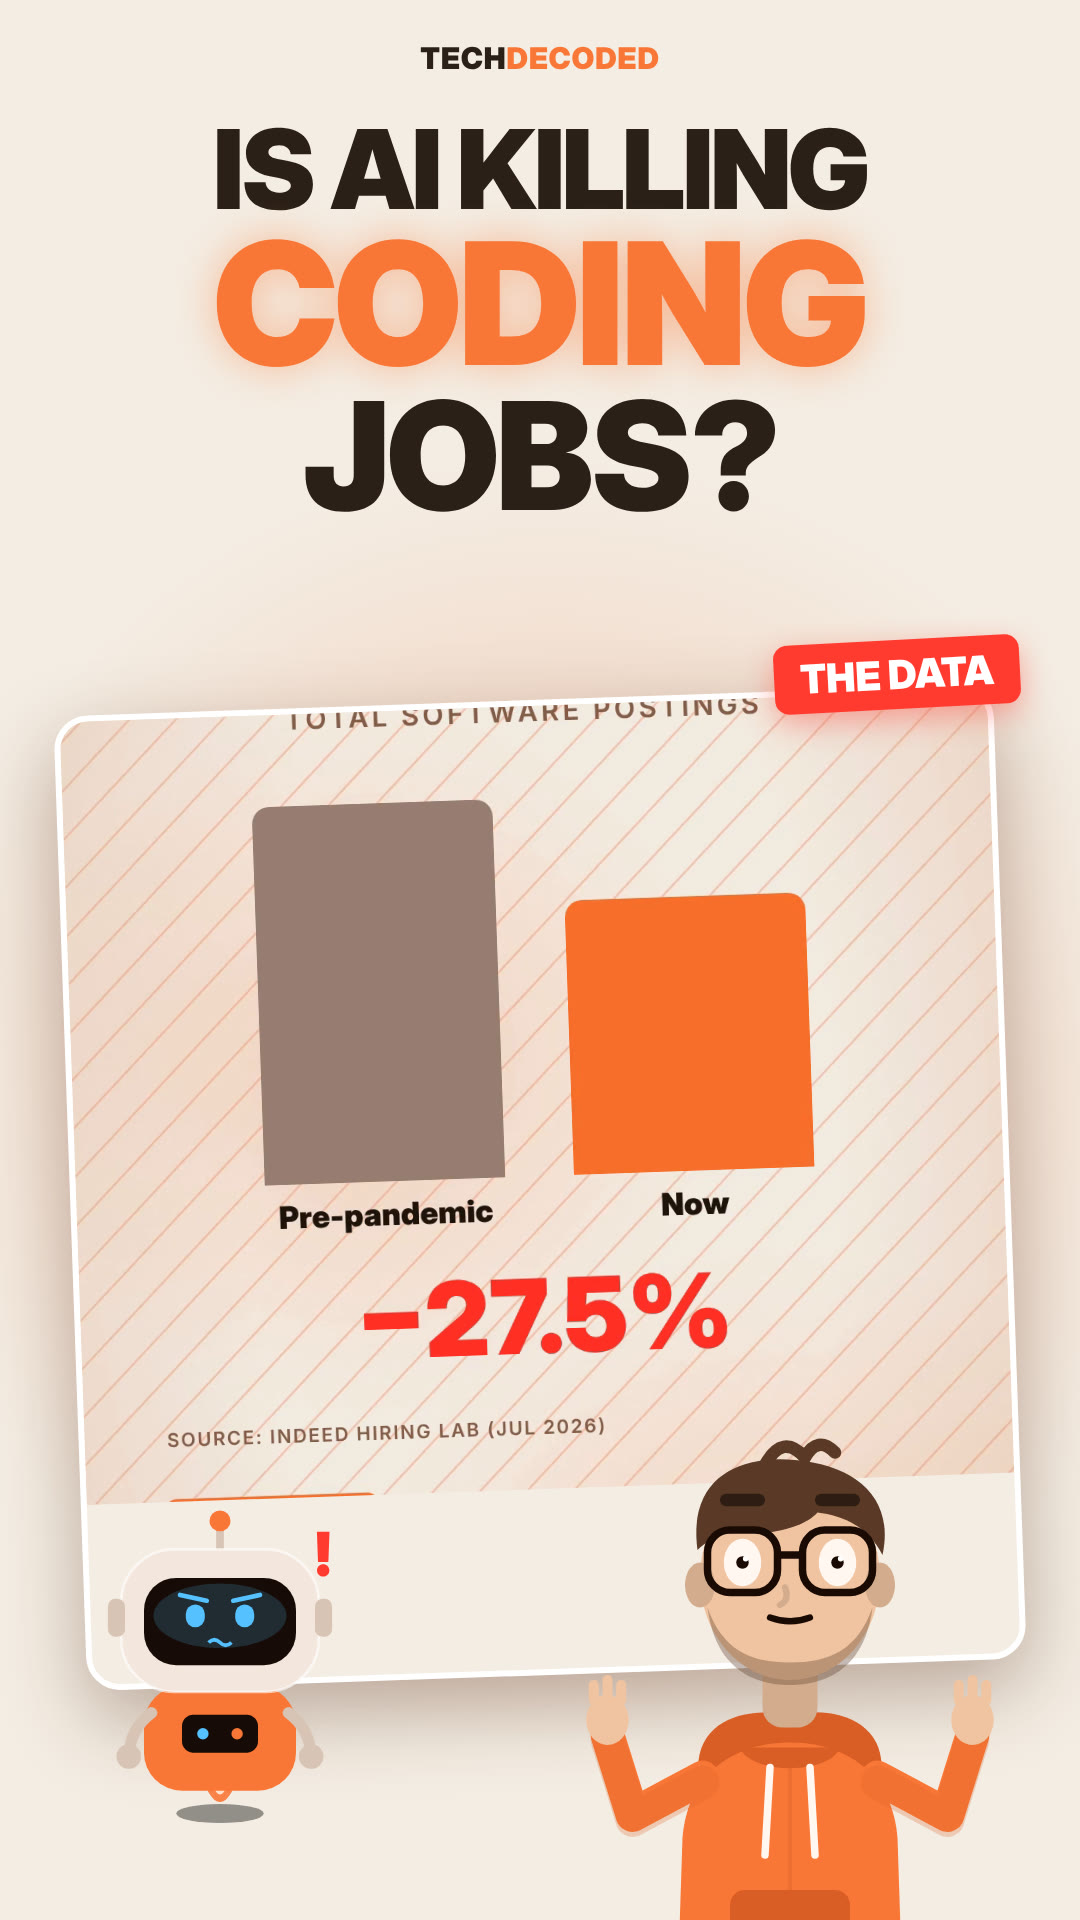 TECHDECODED
IS AI KILLING
CODING
JOBS?
THE DATA
TOTAL SOFTWARE POSTINGS
Pre-pandemic
Now
–27.5%
SOURCE: INDEED HIRING LAB (JUL 2026)
!